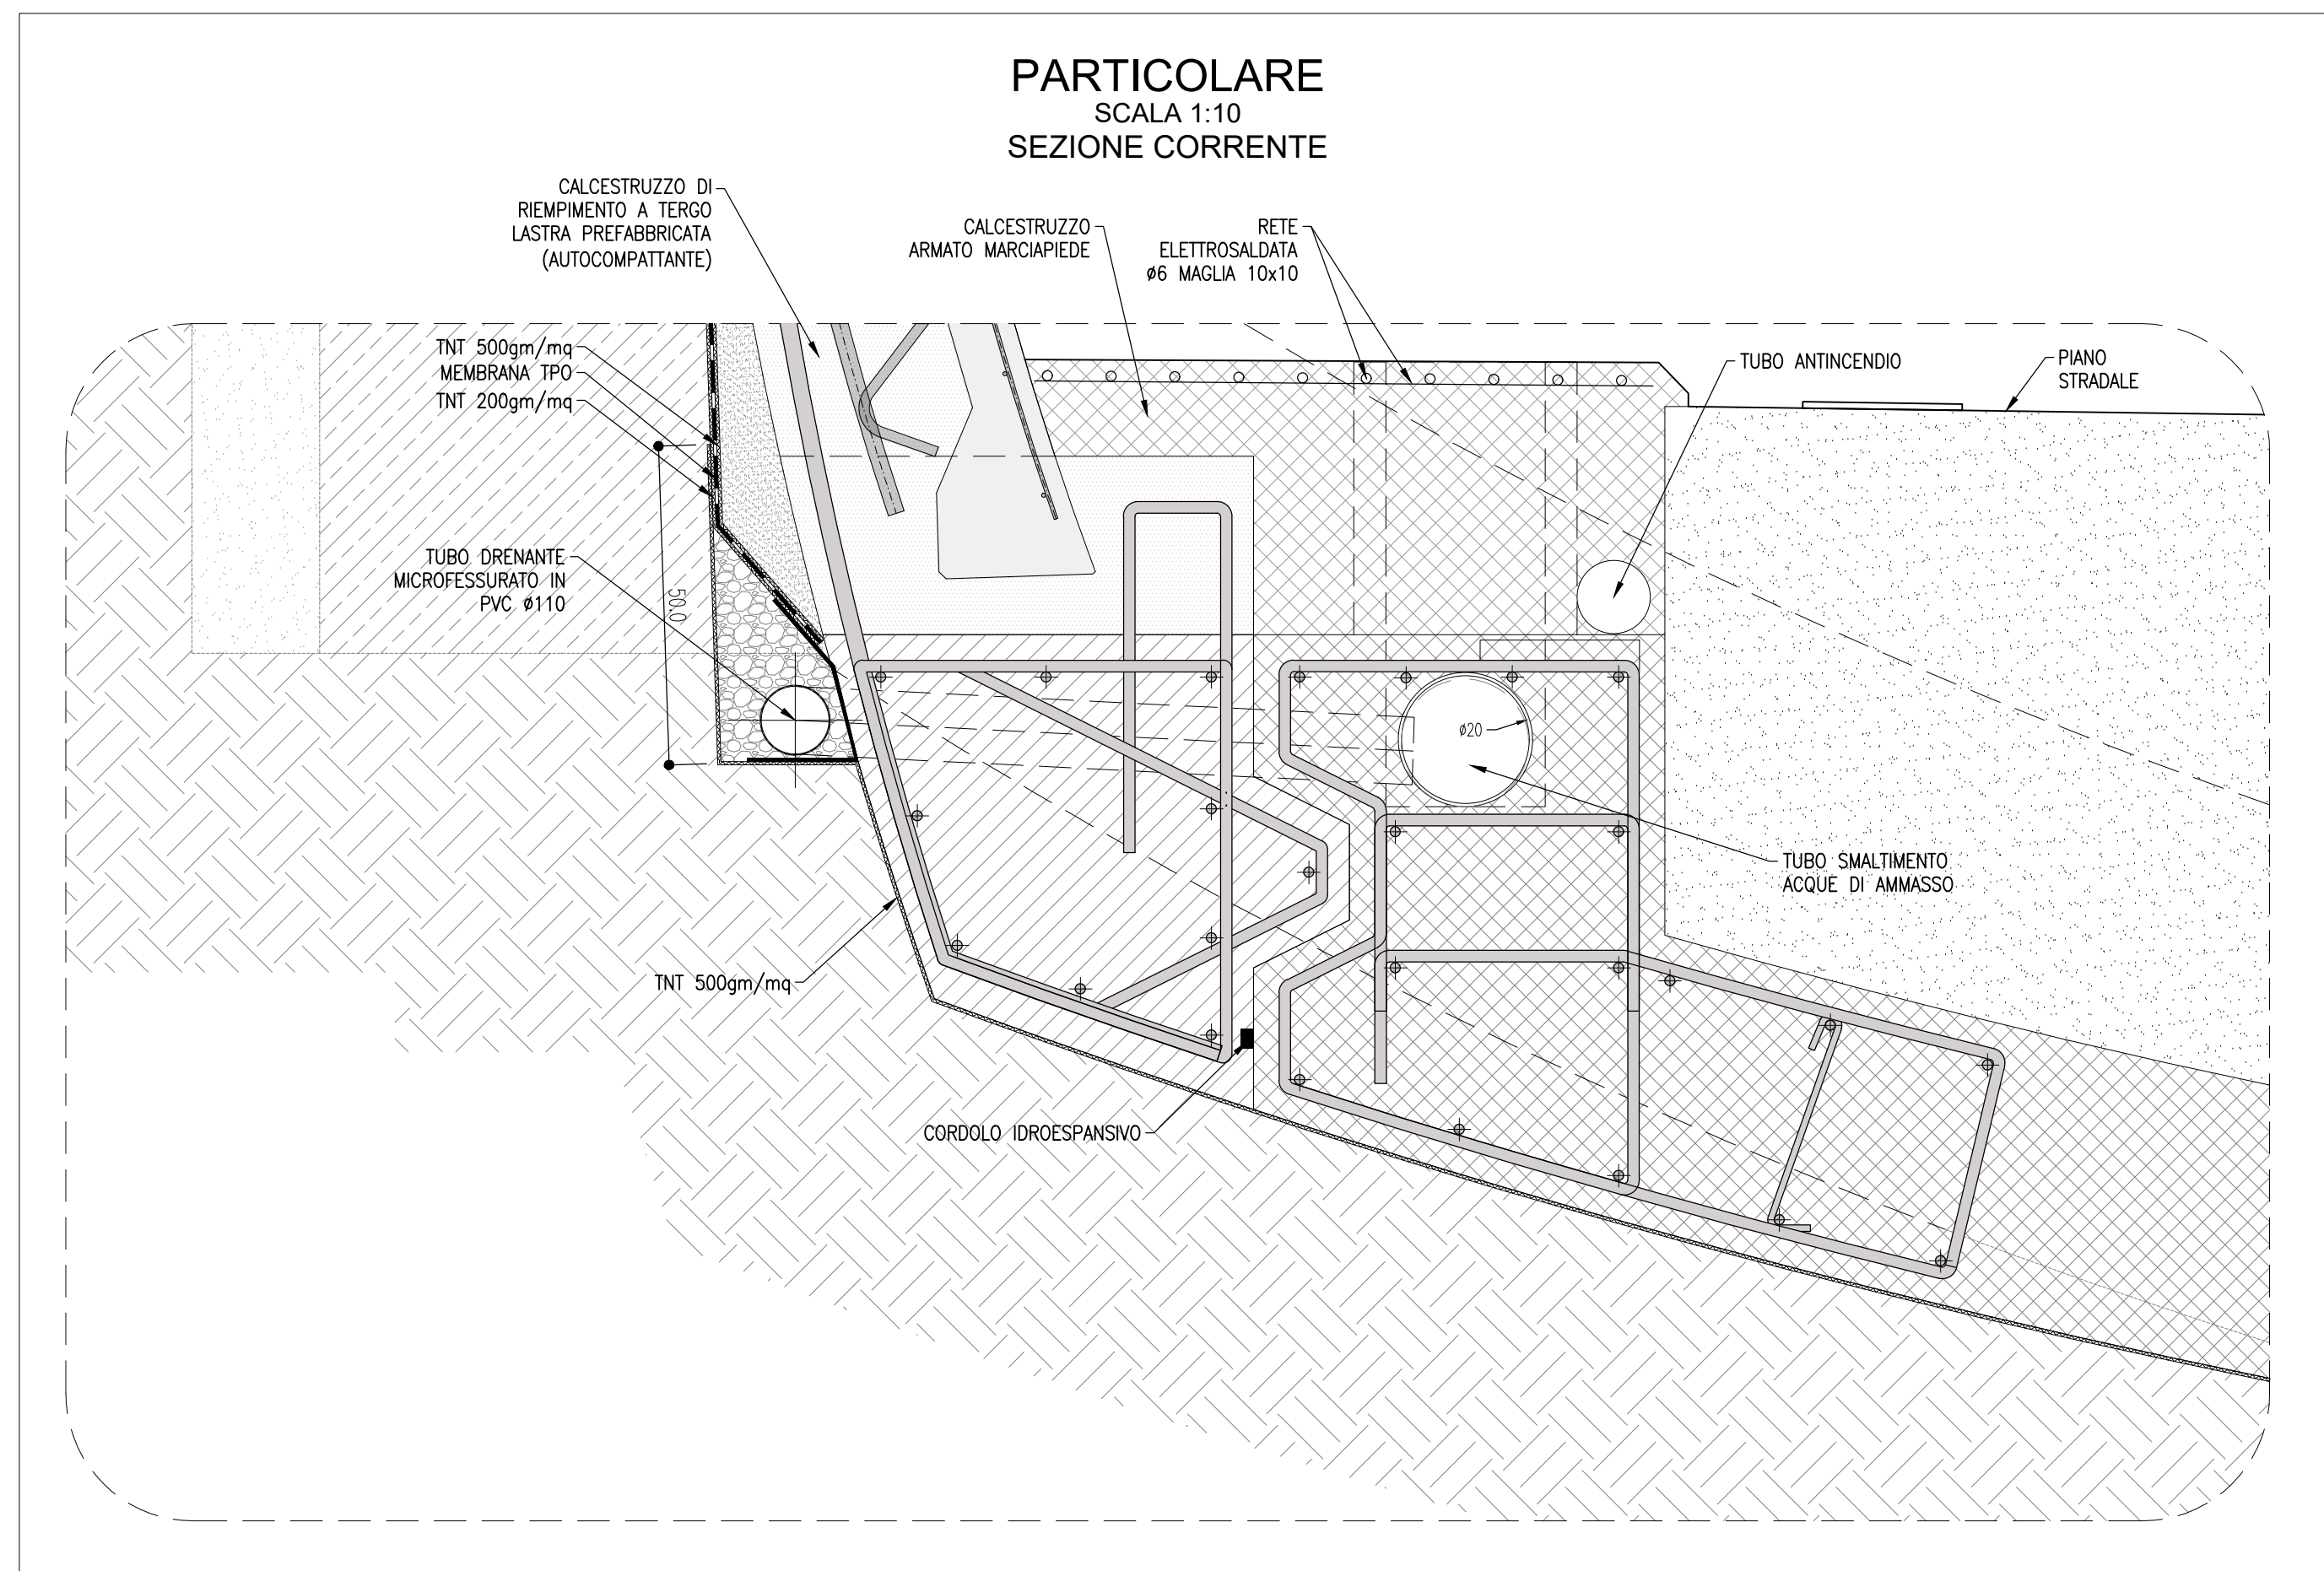 PARTICOLARE
SCALA 1:10
SEZIONE CORRENTE
CALCESTRUZZO DI
RIEMPIMENTO A TERGO
LASTRA PREFABBRICATA
(AUTOCOMPATTANTE)
CALCESTRUZZO
ARMATO MARCIAPIEDE
RETE
ELETTROSALDATA
ø6 MAGLIA 10x10
TNT 500gm/mq
MEMBRANA TPO
TNT 200gm/mq
TUBO ANTINCENDIO
PIANO
STRADALE
TUBO DRENANTE
MICROFESSURATO IN
PVC ø110
50.0
ø20
TUBO SMALTIMENTO
ACQUE DI AMMASSO
TNT 500gm/mq
CORDOLO IDROESPANSIVO